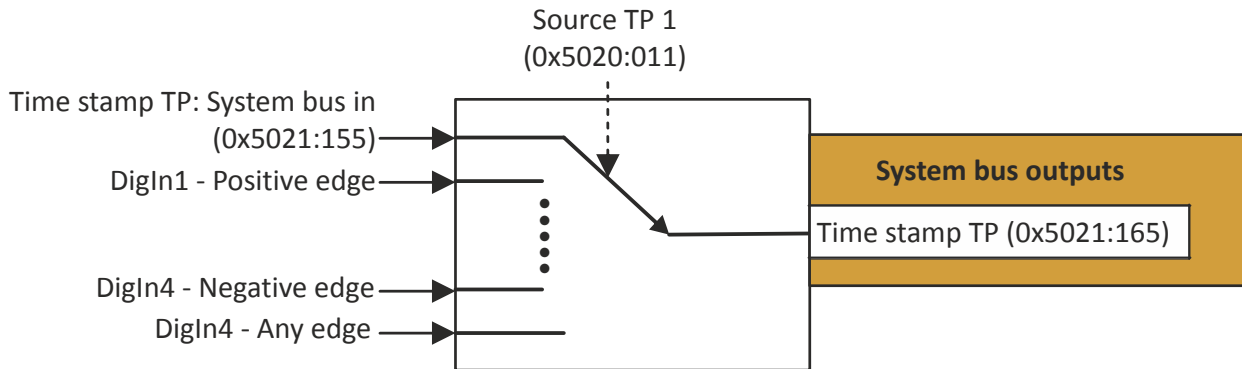 Source TP 1
(0x5020:011)
Time stamp TP: System bus in
(0x5021:155)
DigIn1 - Positive edge
System bus outputs
Time stamp TP (0x5021:165)
DigIn4 - Negative edge
DigIn4 - Any edge